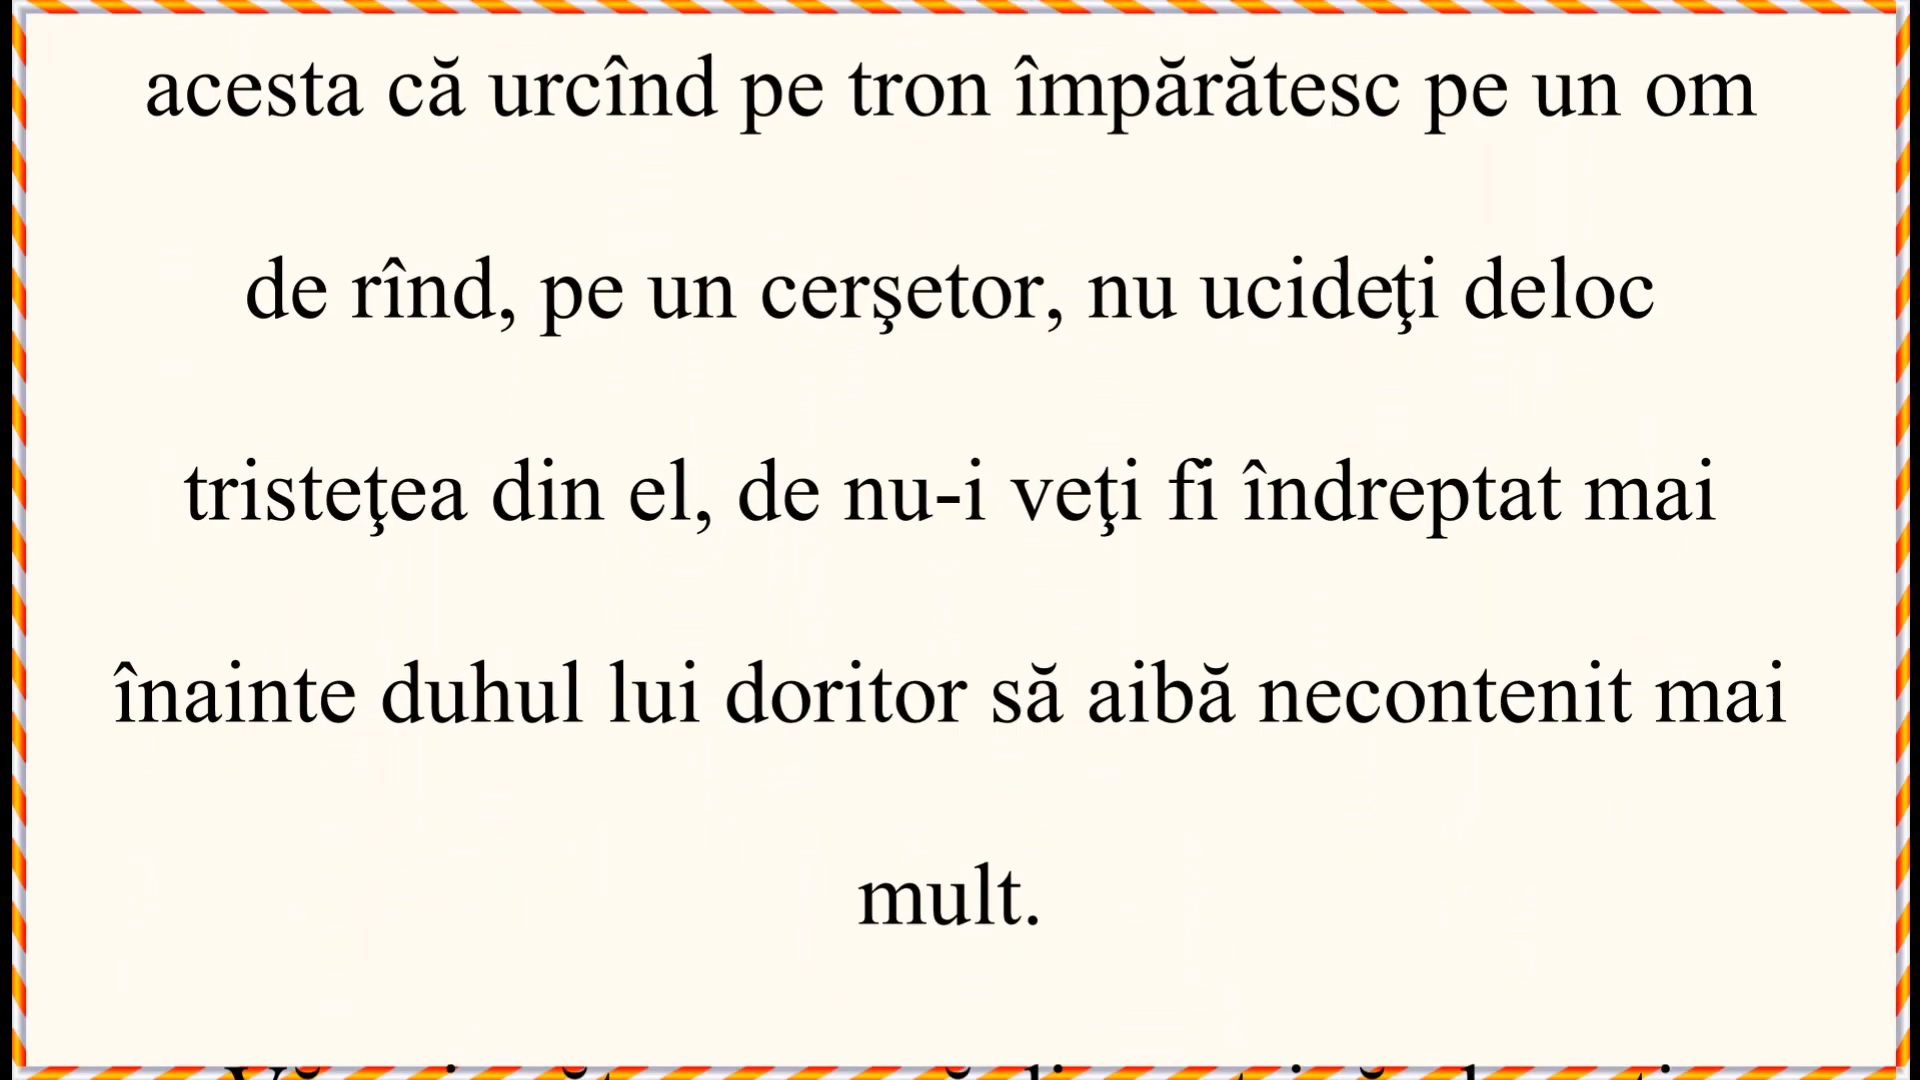 acesta că urcînd pe tron împărătesc pe un om
de rînd, pe un cerşetor, nu ucideţi deloc
tristeţea din el, de nu-i veţi fi îndreptat mai
înainte duhul lui doritor să aibă necontenit mai
mult.